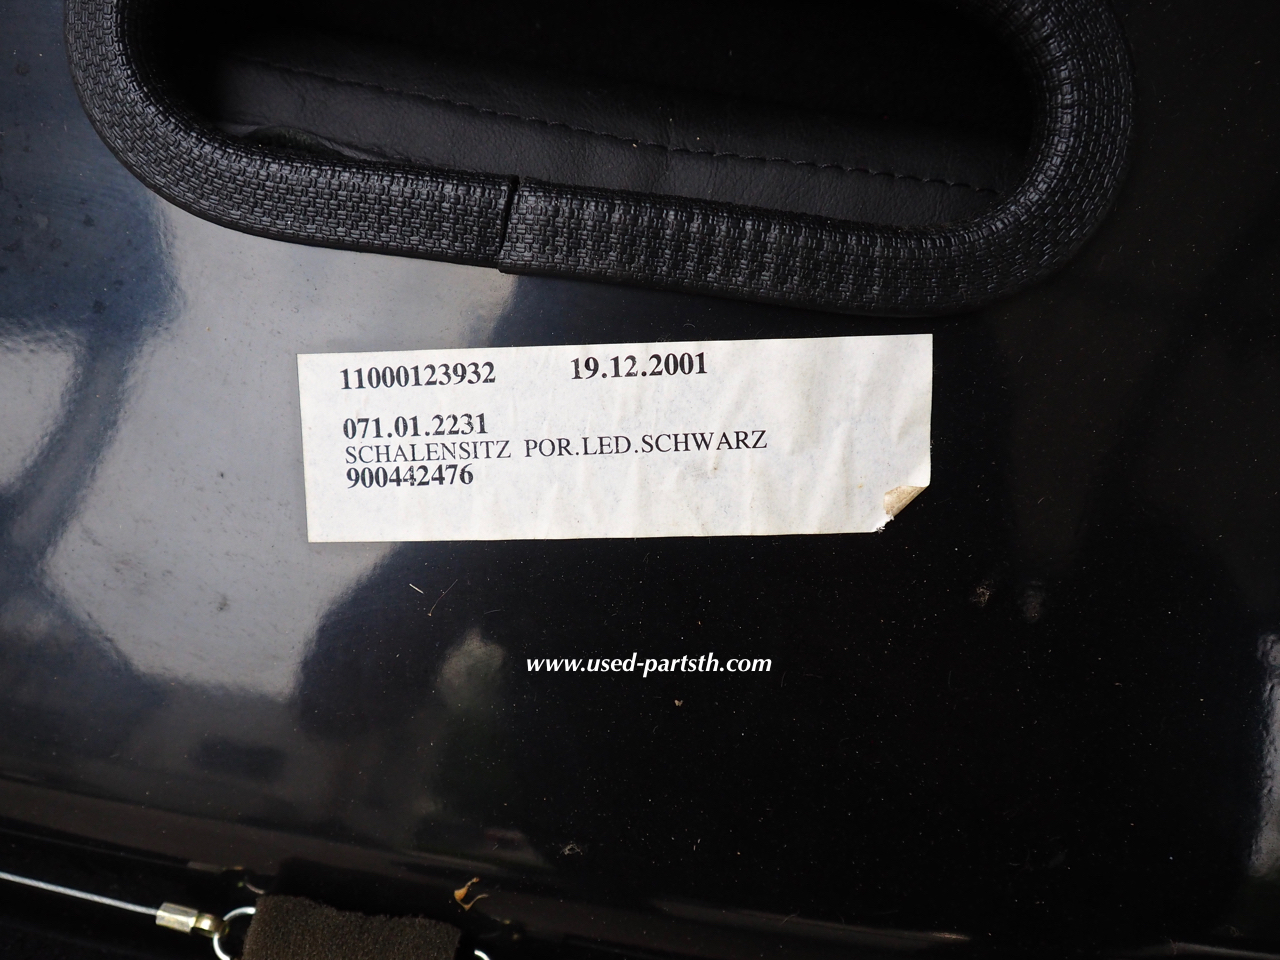 11000123932 19.12.2001
071.01.2231
SCHALENSITZ POR.LED.SCHWARZ
900442476
www.used-partsth.com